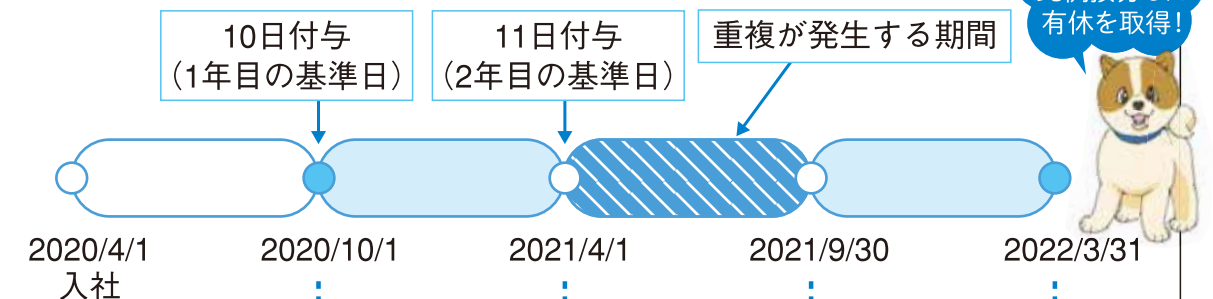 10日付与
(1年目の基準日)
11日付与
(2年目の基準日)
重複が発生する期間
有休を取得!
2020/4/1
入社
2020/10/1
2021/4/1
2021/9/30
2022/3/31